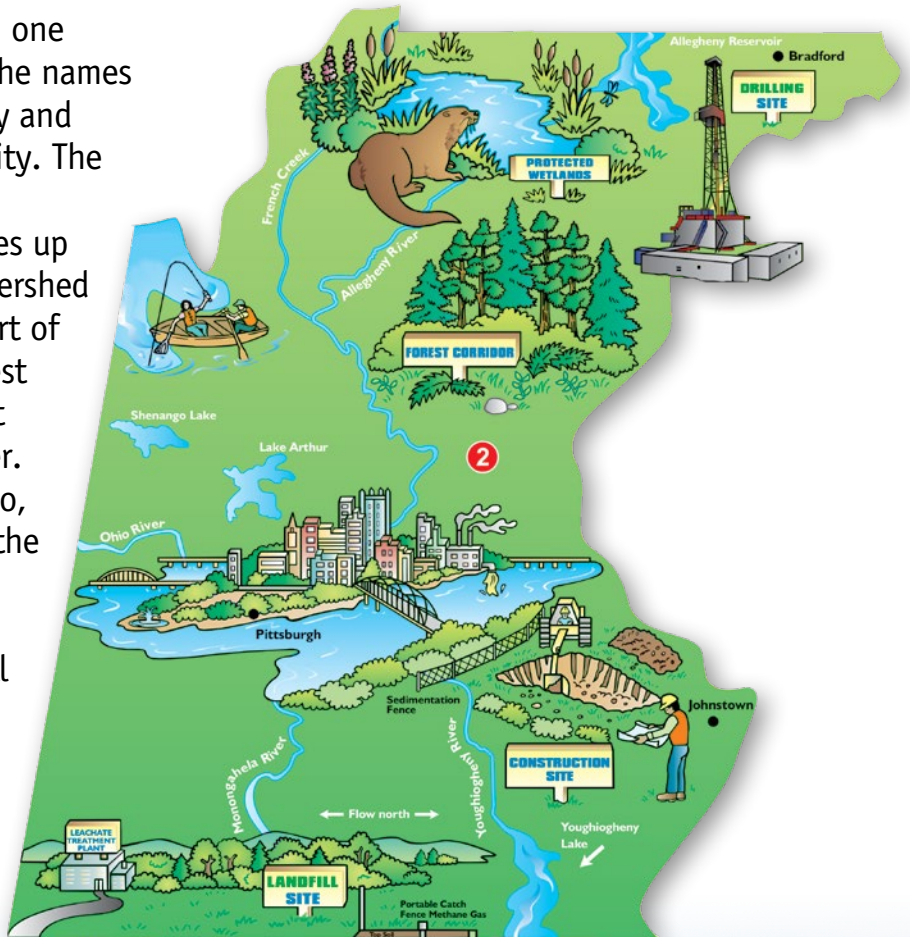 one
he names
y and
ity. The
es up
ershed
rt of
st
t
r.
o,
the
l
Allegheny Reservoir
Bradford
DRILLING
SITE
PROTECTED
WETLANDS
French Creek
Allegheny River
FOREST CORRIDOR
Shenango Lake
Lake Arthur
2
Ohio River
Pittsburgh
Sedimentation
Fence
Johnstown
CONSTRUCTION
SITE
Monongahela River
Youghiogheny River
Flow north
Youghiogheny
Lake
LEACHATE
TREATMENT
PLANT
LANDFILL
SITE
Portable Catch
Fence Methane Gas
Top Soil